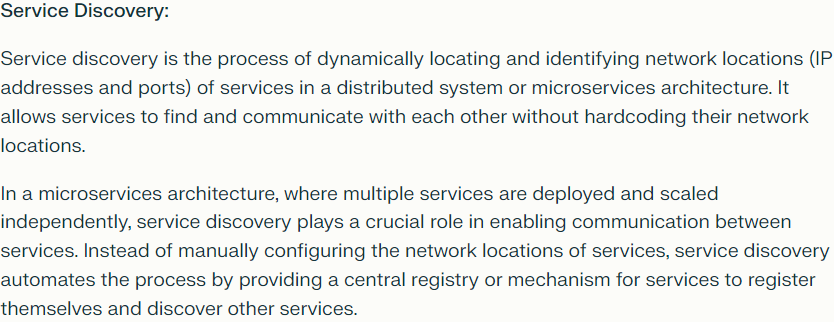 Service Discovery:
Service discovery is the process of dynamically locating and identifying network locations (IP
addresses and ports) of services in a distributed system or microservices architecture. It
allows services to find and communicate with each other without hardcoding their network
locations.
In a microservices architecture, where multiple services are deployed and scaled
independently, service discovery plays a crucial role in enabling communication between
services. Instead of manually configuring the network locations of services, service discovery
automates the process by providing a central registry or mechanism for services to register
themselves and discover other services.